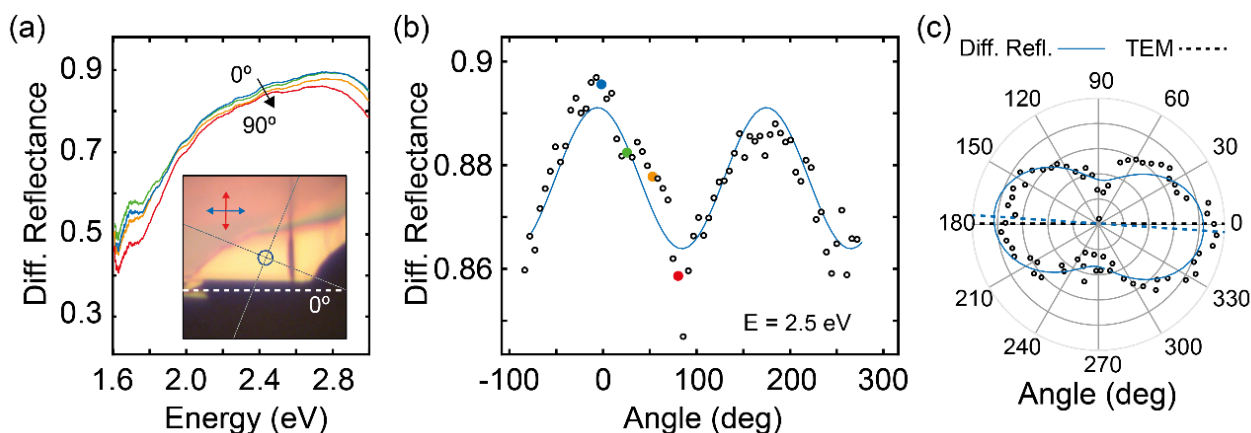 (a)
Diff. Reflectance
0.9
0.7
0.5
0.3
0º
90º
0º
1.6
2.0
2.4
2.8
Energy (eV)
(b)
Diff. Reflectance
0.9
0.88
0.86
E = 2.5 eV
-100
0
100
200
300
Angle (deg)
(c)
Diff. Refl.
TEM
90
120
60
150
30
180
0
210
330
240
300
270
Angle (deg)